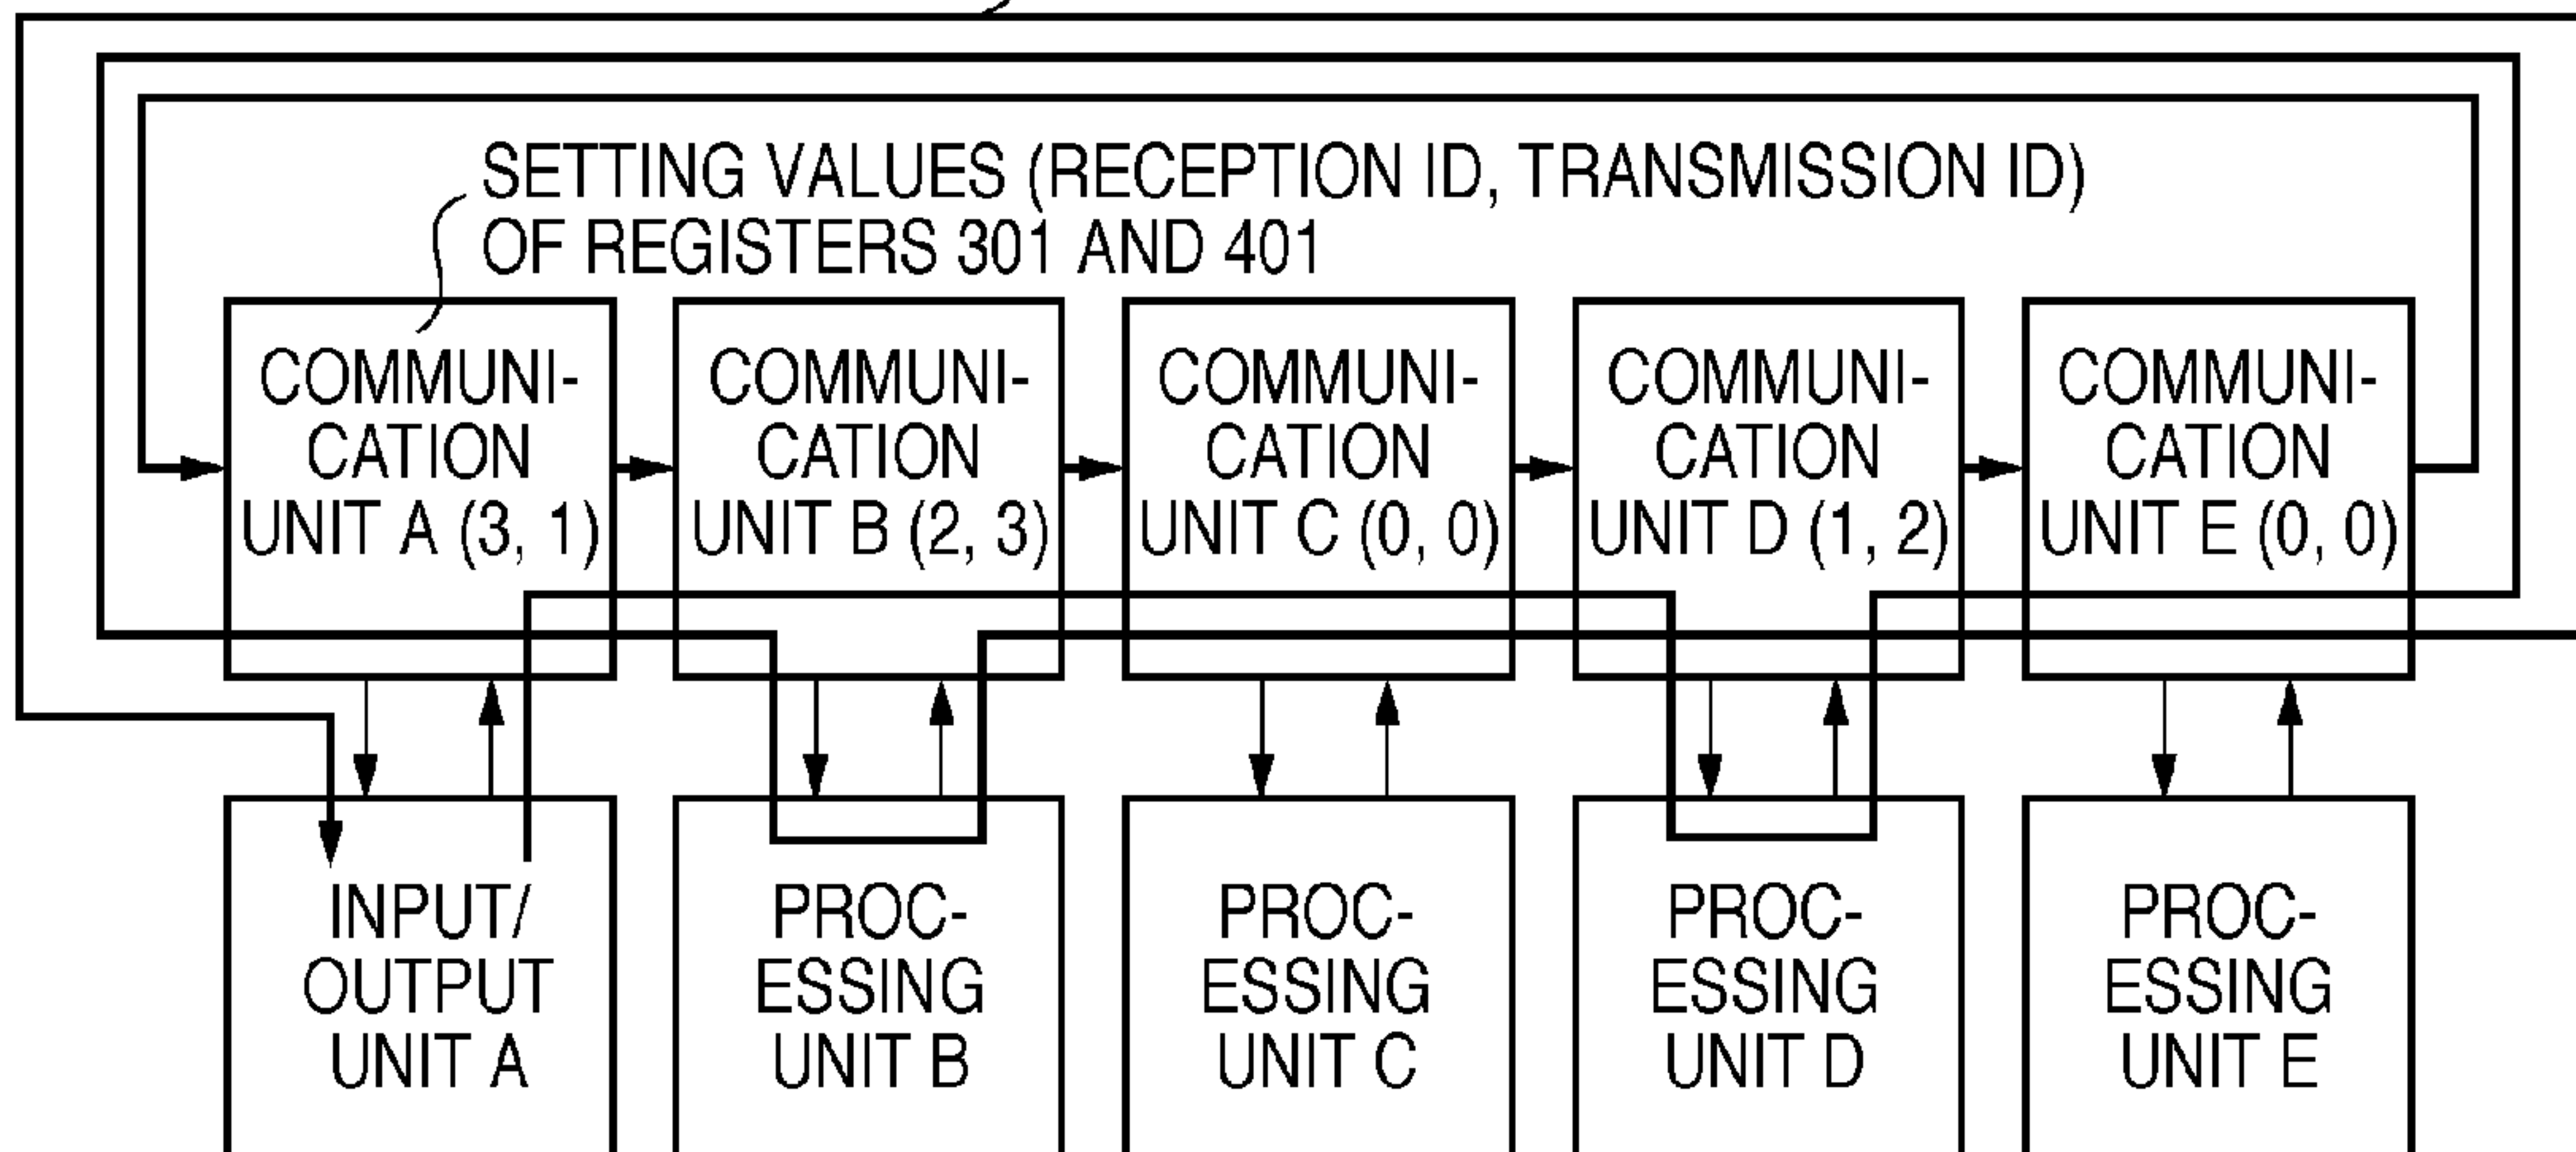 SETTING VALUES (RECEPTION ID, TRANSMISSION ID)
OF REGISTERS 301 AND 401
COMMUNI-
CATION
UNIT A (3, 1)
COMMUNI-
CATION
UNIT B (2, 3)
COMMUNI-
CATION
UNIT C (0, 0)
COMMUNI-
CATION
UNIT D (1, 2)
COMMUNI-
CATION
UNIT E (0, 0)
INPUT/
OUTPUT
UNIT A
PROC-
ESSING
UNIT B
PROC-
ESSING
UNIT C
PROC-
ESSING
UNIT D
PROC-
ESSING
UNIT E